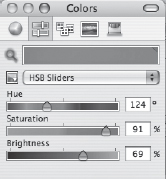 Colors
HSB Sliders
Hue
124 °
Saturation
91 %
Brightness
69 %